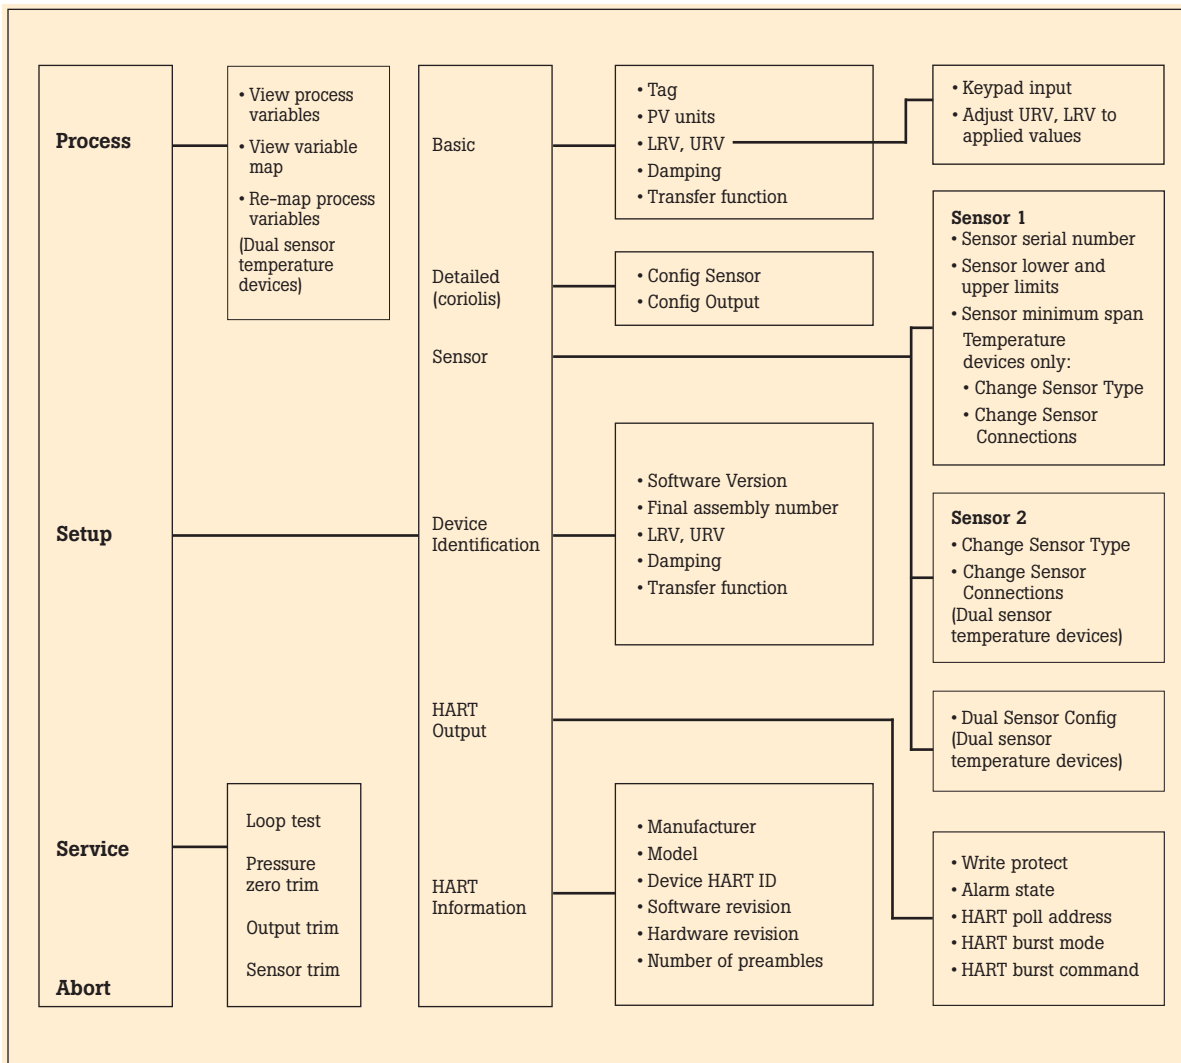 Process
Setup
Service
Abort
• View process
variables
• View variable
map
• Re-map process
variables
(Dual sensor
temperature
devices)
Loop test
Pressure
zero trim
Output trim
Sensor trim
Basic
Detailed
(coriolis)
Sensor
Device
Identification
HART
Output
HART
Information
• Tag
• PV units
• LRV, URV
• Damping
• Transfer function
• Config Sensor
• Config Output
• Software Version
• Final assembly number
• LRV, URV
• Damping
• Transfer function
• Manufacturer
• Model
• Device HART ID
• Software revision
• Hardware revision
• Number of preambles
• Keypad input
• Adjust URV, LRV to
applied values
Sensor 1
• Sensor serial number
• Sensor lower and
upper limits
• Sensor minimum span
Temperature
devices only:
• Change Sensor Type
• Change Sensor
Connections
Sensor 2
• Change Sensor Type
• Change Sensor
Connections
(Dual sensor
temperature devices)
• Dual Sensor Config
(Dual sensor
temperature devices)
• Write protect
• Alarm state
• HART poll address
• HART burst mode
• HART burst command